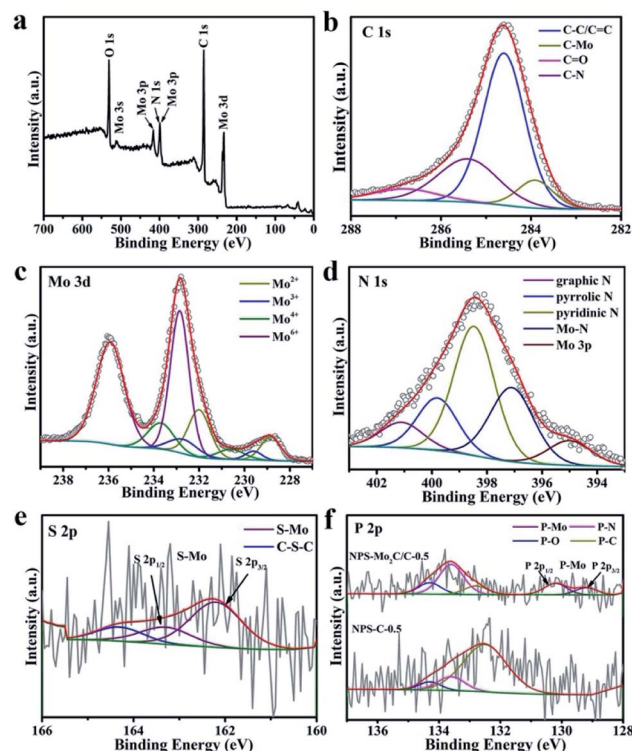 a
O 1s
Mo 3s
Mo 3p
N 1s
Mo 3p
C 1s
Mo 3d
Intensity (a.u.)
700 600 500 400 300 200 100 0
Binding Energy (eV)
b
C 1s
C-C/C=C
C-Mo
C=O
C-N
Intensity (a.u.)
288 286 284 282
Binding Energy (eV)
c
Mo 3d
Mo²⁺
Mo³⁺
Mo⁴⁺
Mo⁶⁺
Intensity (a.u.)
238 236 234 232 230 228
Binding Energy (eV)
d
N 1s
graphic N
pyrrolic N
pyridinic N
Mo-N
Mo 3p
Intensity (a.u.)
402 400 398 396 394
Binding Energy (eV)
e
S 2p
S-Mo
C-S-C
S-Mo
S 2p₁/₂
S 2p₃/₂
Intensity (a.u.)
166 164 162 160
Binding Energy (eV)
f
P 2p
P-Mo P-N
P-O P-C
NPS-Mo₂C/C-0.5
P 2p₁/₂ P-Mo P 2p₃/₂
NPS-C-0.5
Intensity (a.u.)
136 134 132 130 128
Binding Energy (eV)